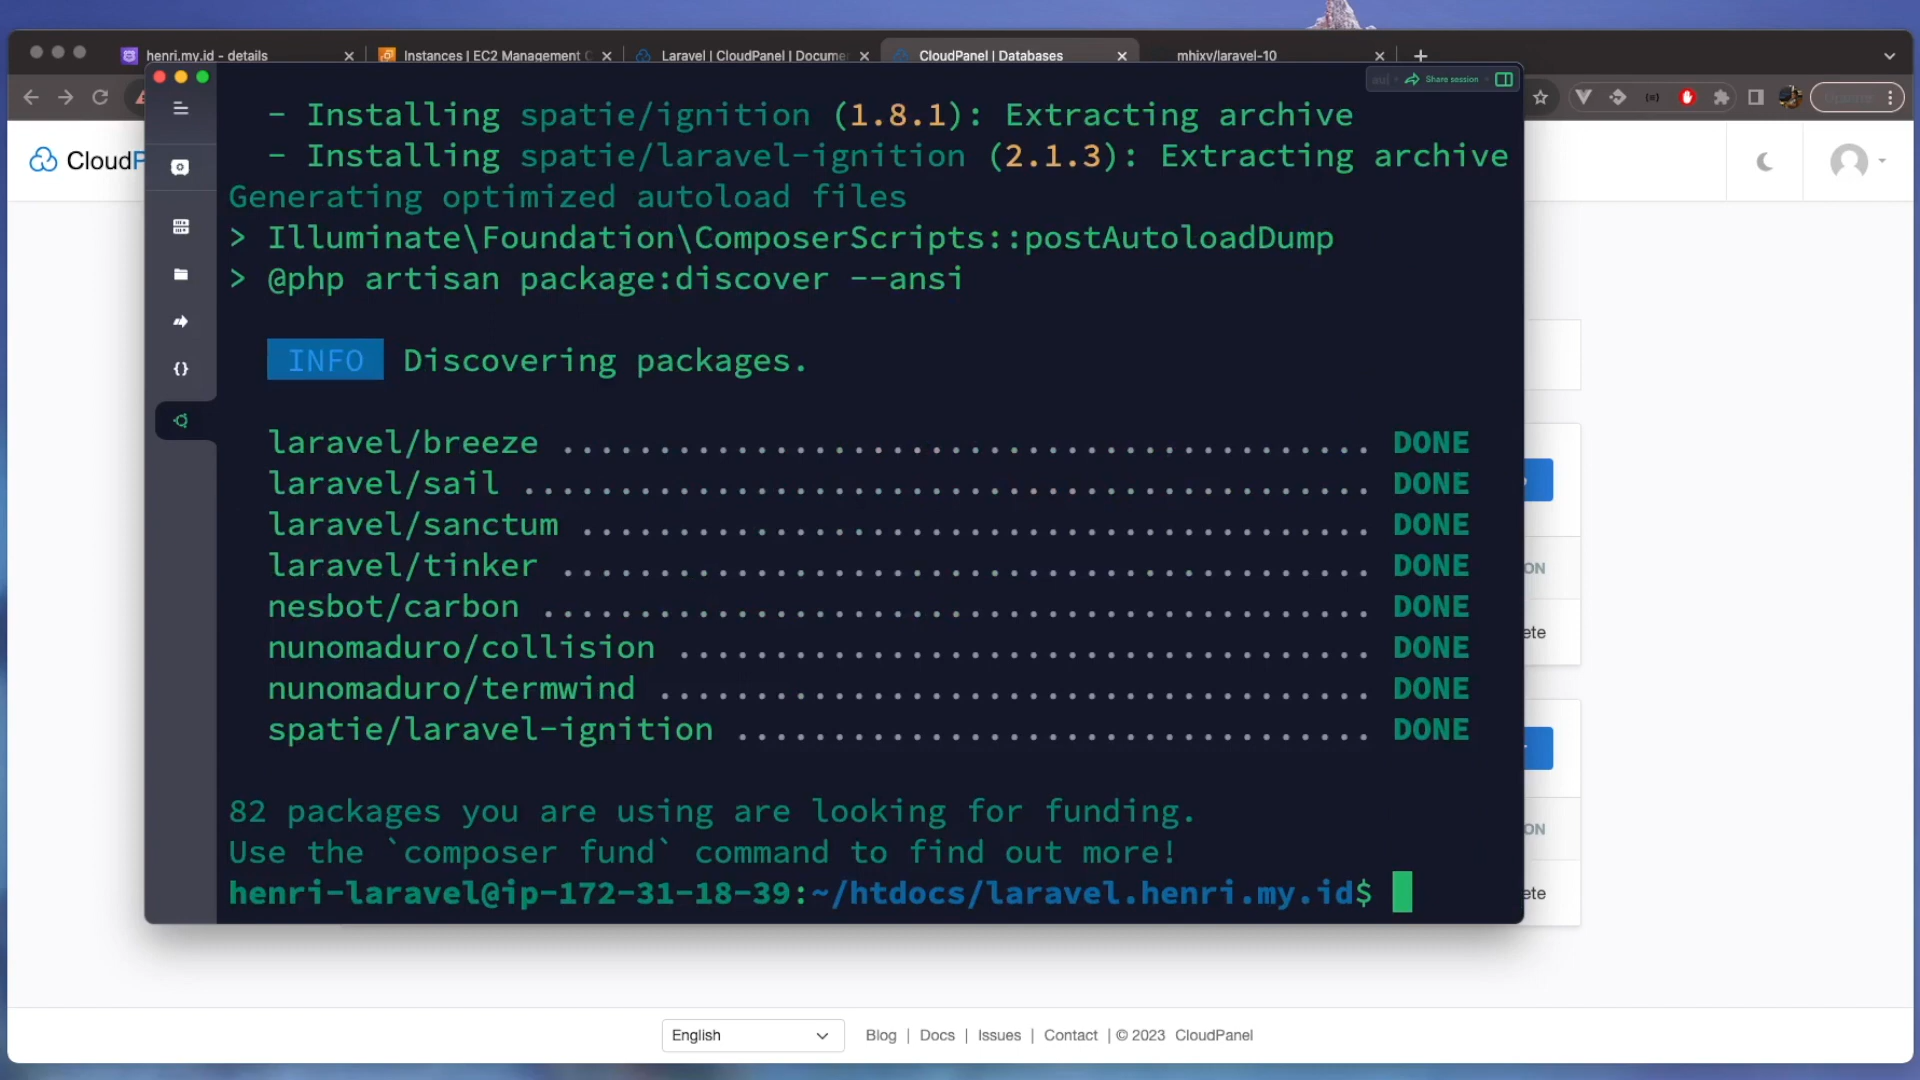 henri.my.id - details
Instances | EC2 Management C
Laravel | CloudPanel | Docume
CloudPanel | Databases
mhixv/laravel-10
Share session
CloudP
- Installing spatie/ignition (1.8.1): Extracting archive
- Installing spatie/laravel-ignition (2.1.3): Extracting archive
Generating optimized autoload files
> Illuminate\Foundation\ComposerScripts::postAutoloadDump
> @php artisan package:discover --ansi
INFO Discovering packages.
laravel/breeze ......................................... DONE
laravel/sail ........................................... DONE
laravel/sanctum ........................................ DONE
laravel/tinker ......................................... DONE
nesbot/carbon .......................................... DONE
nunomaduro/collision ................................... DONE
nunomaduro/termwind .................................... DONE
spatie/laravel-ignition ................................ DONE
82 packages you are using are looking for funding.
Use the `composer fund` command to find out more!
henri-laravel@ip-172-31-18-39:~/htdocs/laravel.henri.my.id$
ON
ete
ON
ete
English
Blog | Docs | Issues | Contact | © 2023 CloudPanel